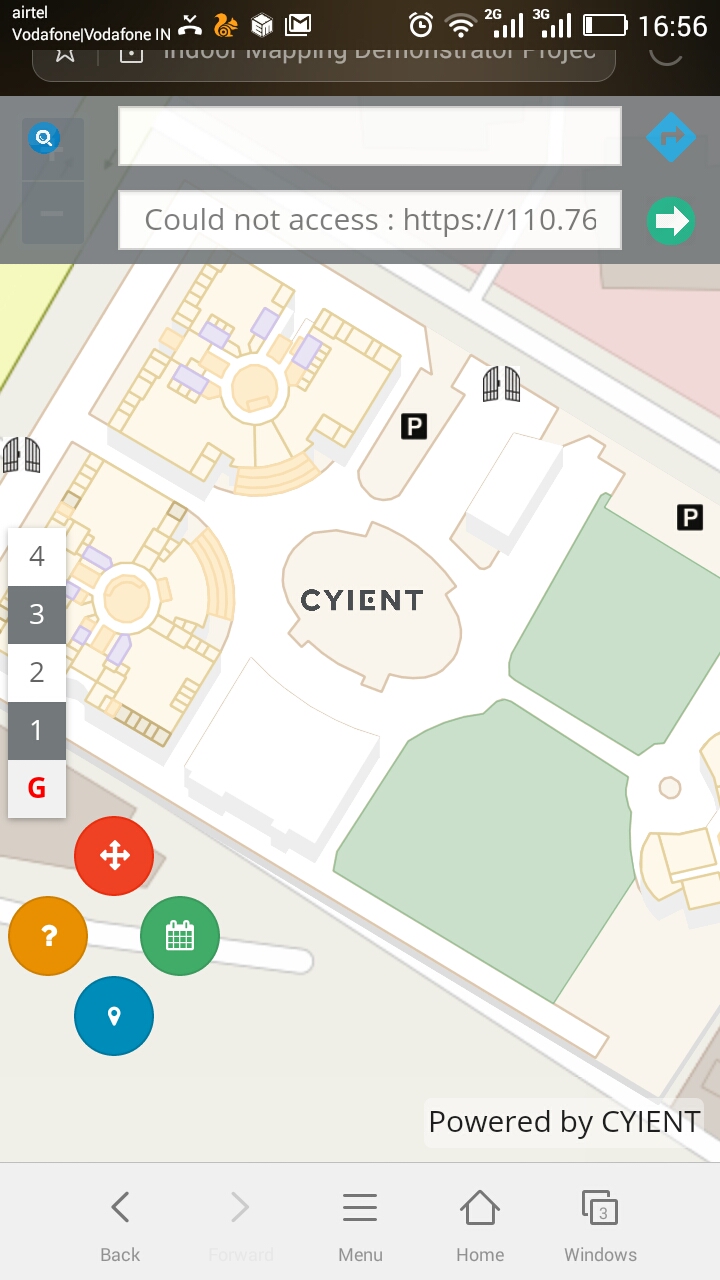 airtel
Vodafone|Vodafone IN
2G
3G
16:56
Indoor Mapping Demonstrator Projec
Could not access : https://110.76
P
P
CYIENT
4
3
2
1
G
?
Powered by CYIENT
3
Back
Forward
Menu
Home
Windows